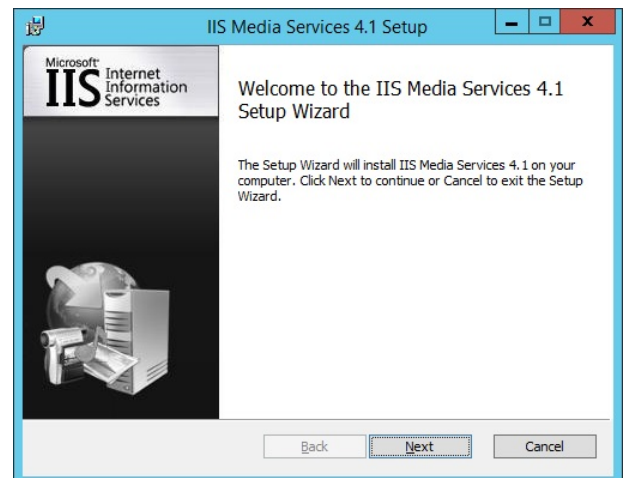 IIS Media Services 4.1 Setup
Microsoft
IIS Internet
Information
Services
Welcome to the IIS Media Services 4.1
Setup Wizard
The Setup Wizard will install IIS Media Services 4.1 on your
computer. Click Next to continue or Cancel to exit the Setup
Wizard.
Back Next Cancel